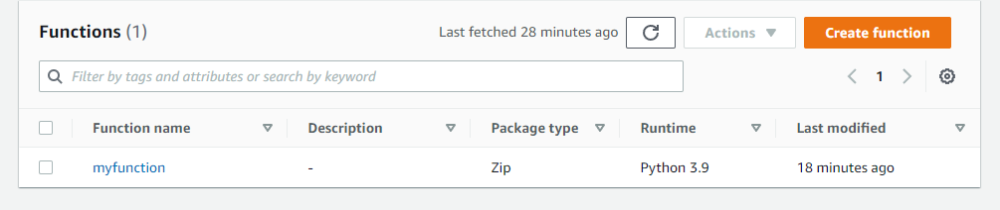 Functions (1) Last fetched 28 minutes ago Actions Create function
Filter by tags and attributes or search by keyword 1
Function name Description Package type Runtime Last modified
myfunction - Zip Python 3.9 18 minutes ago